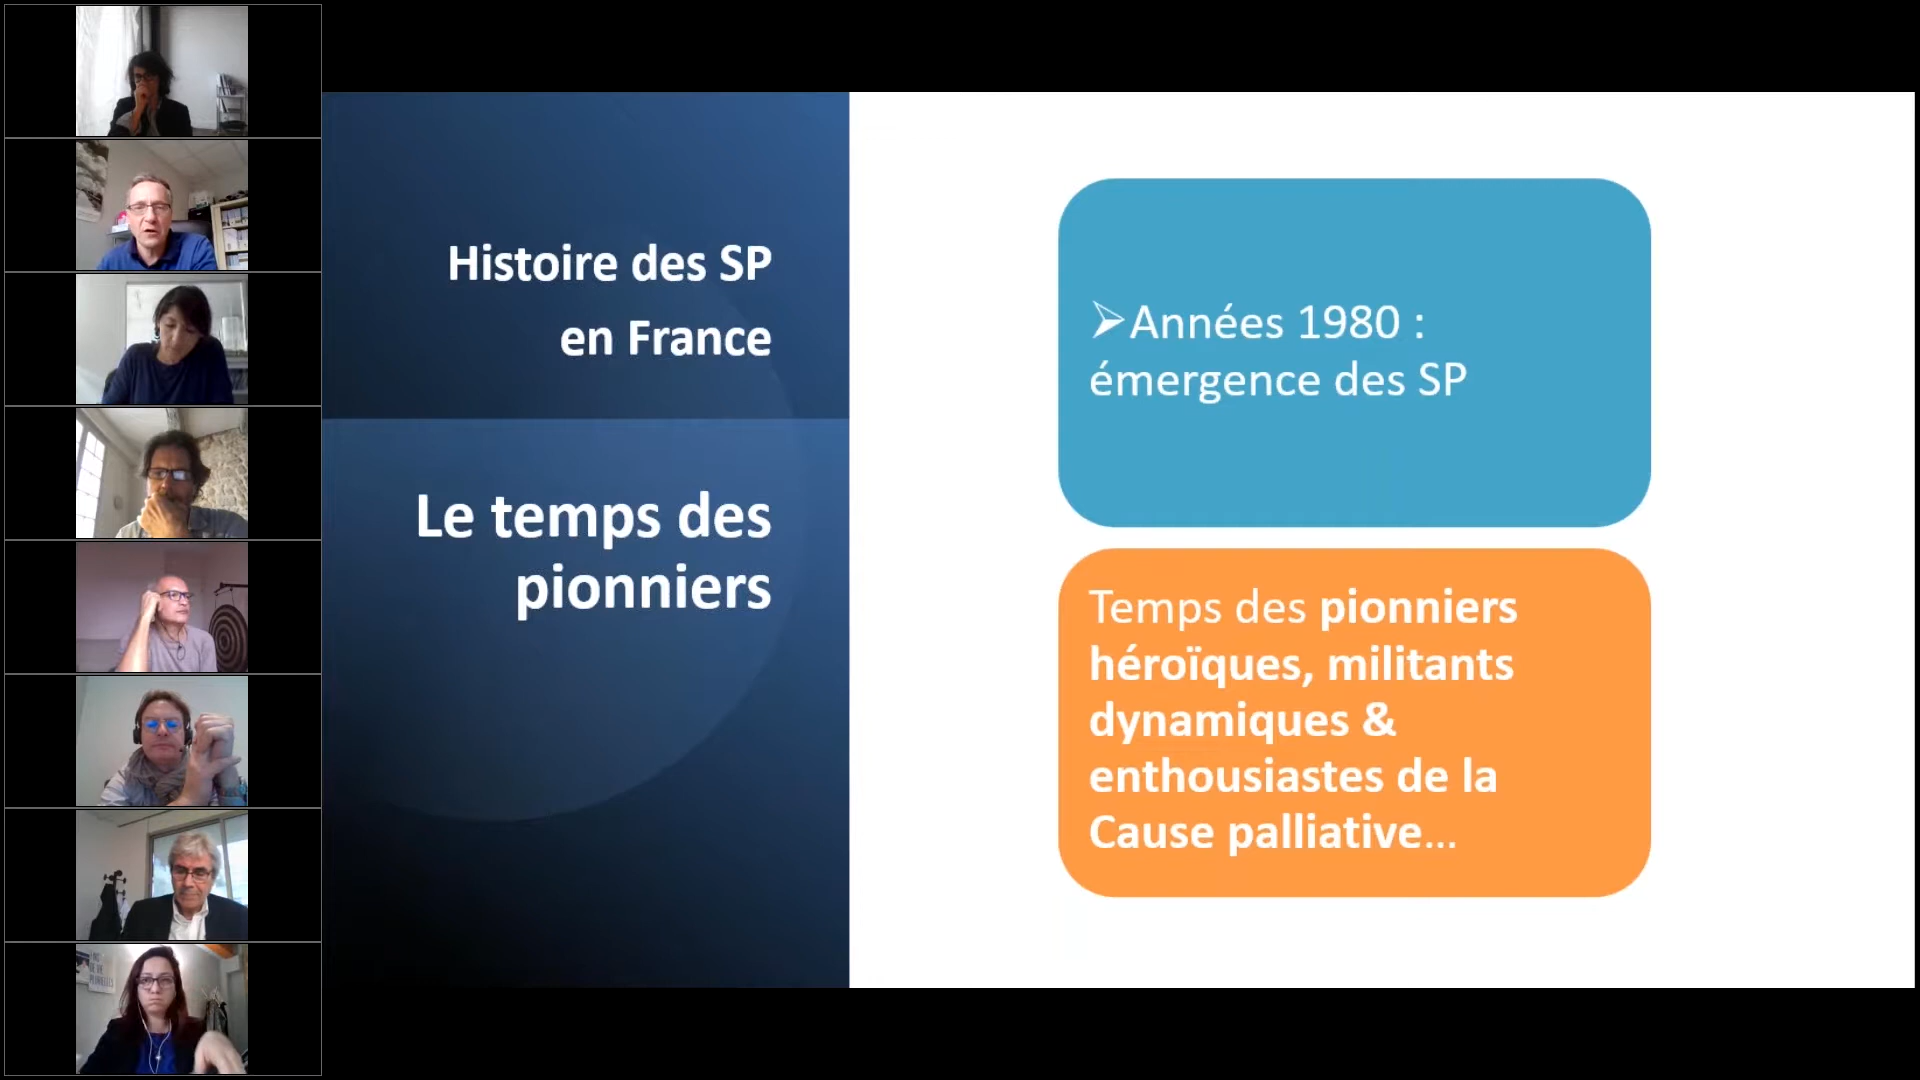 Histoire des SP
en France
Le temps des
pionniers
➢Années 1980 :
émergence des SP
Temps des pionniers
héroïques, militants
dynamiques &
enthousiastes de la
Cause palliative...